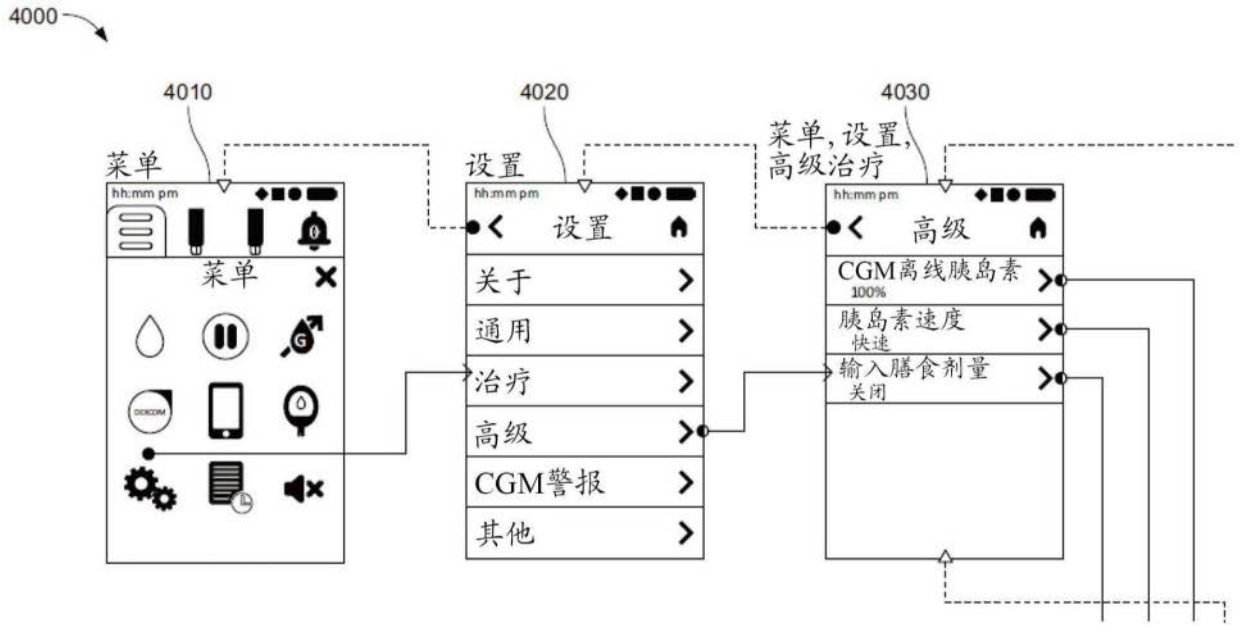 4000
4010
4020
4030
菜单
设置
菜单,设置,
高级治疗
hh:mm pm
0
菜单
G
DEXCOM
hh:mm pm
设置
关于
通用
治疗
高级
CGM警报
其他
hh:mm pm
高级
CGM离线胰岛素
100%
胰岛素速度
快速
输入膳食剂量
关闭